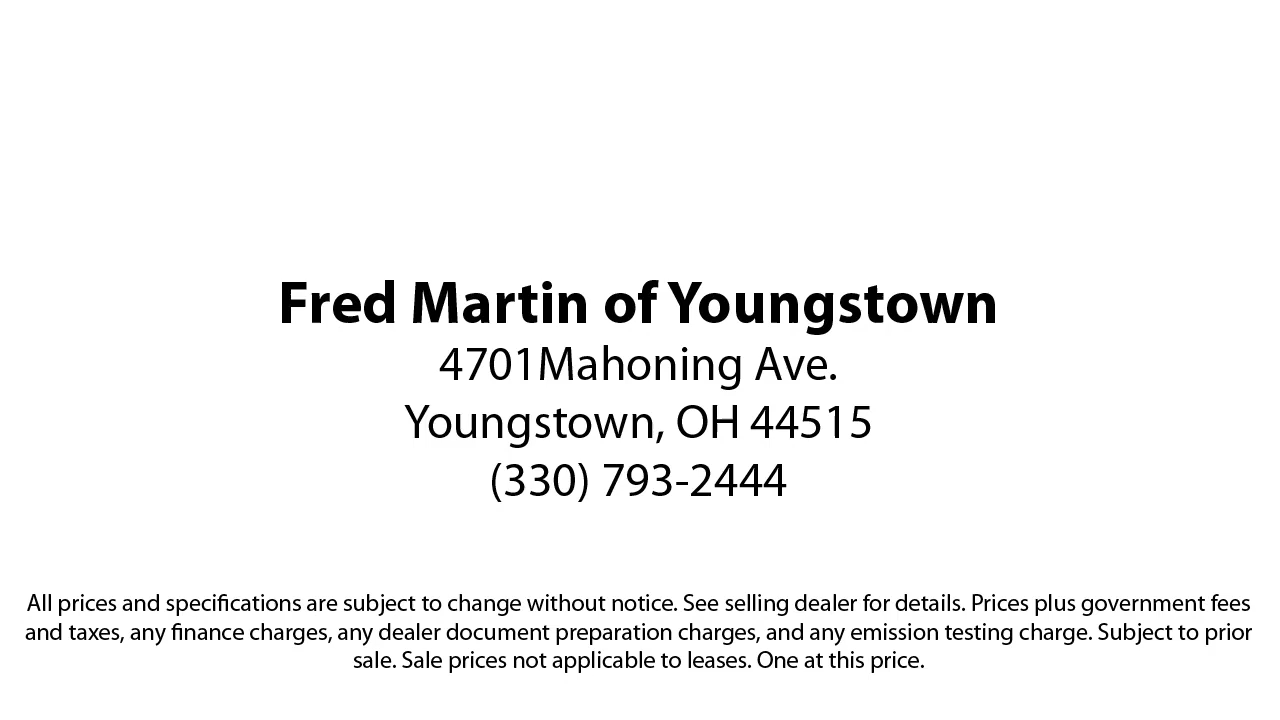 Fred Martin of Youngstown
4701Mahoning Ave.
Youngstown, OH 44515
(330) 793-2444
All prices and specifications are subject to change without notice. See selling dealer for details. Prices plus government fees
and taxes, any finance charges, any dealer document preparation charges, and any emission testing charge. Subject to prior
sale. Sale prices not applicable to leases. One at this price.